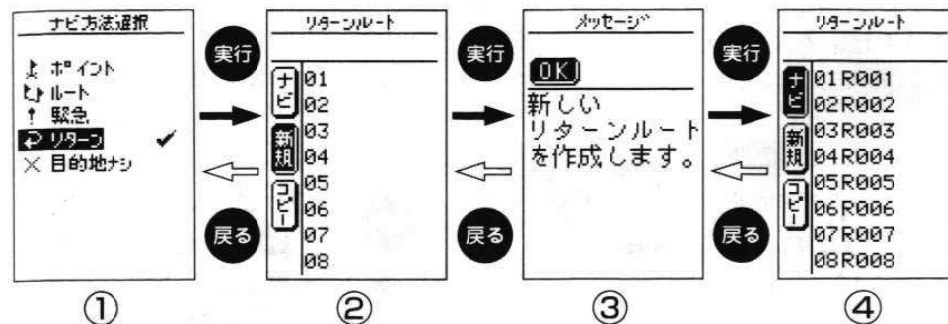 ナビ方法選択
ポイント
ルート
緊急
リターン
目的地ナシ
①
実行
戻る
リターンルート
ナビ
新規
コピー
01
02
03
04
05
06
07
08
②
実行
戻る
メッセージ
OK
新しい
リターンルート
を作成します。
③
実行
戻る
リターンルート
ナビ
新規
コピー
01R001
02R002
03R003
04R004
05R005
06R006
07R007
08R008
④